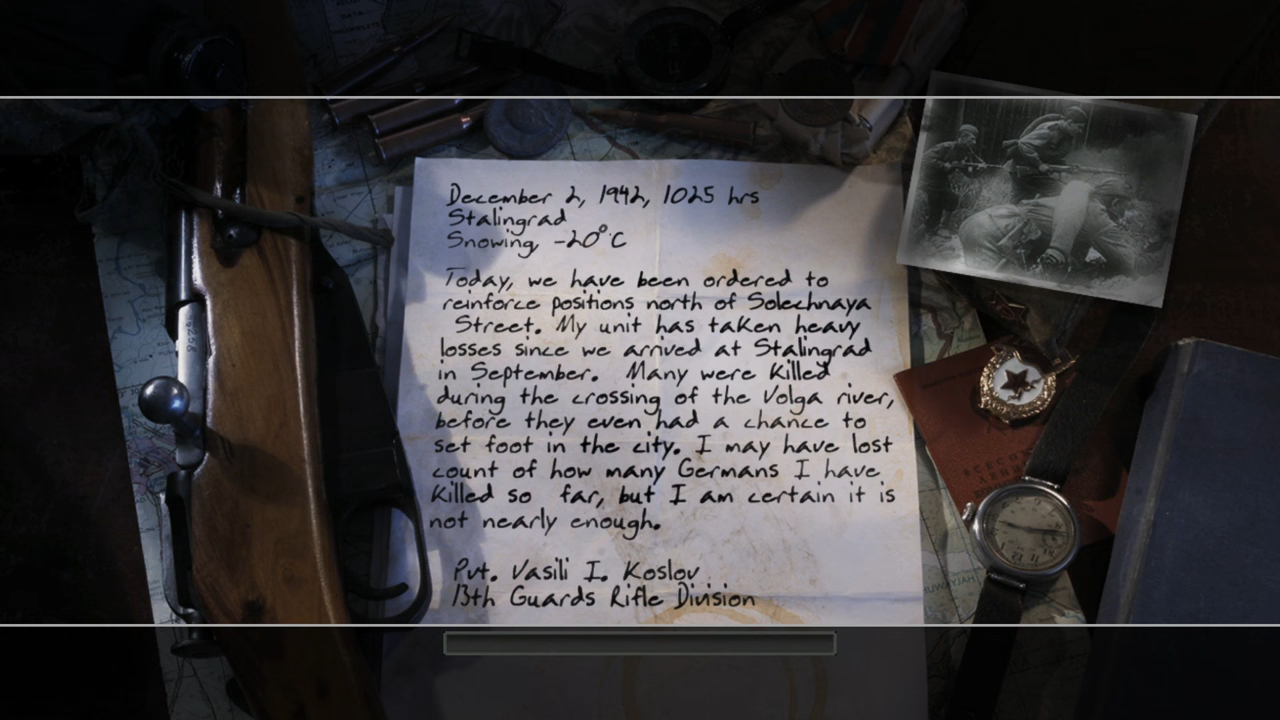 December 2, 1942, 1025 hrs
Stalingrad
Snowing, -20°C
Today, we have been ordered to
reinforce positions north of Solechnaya
Street. My unit has taken heavy
losses since we arrived at Stalingrad
in September. Many were killed
during the crossing of the Volga river,
before they even had a chance to
set foot in the city. I may have lost
count of how many Germans I have
killed so far, but I am certain it is
not nearly enough.
Pvt. Vasili I. Koslov
13th Guards Rifle Division